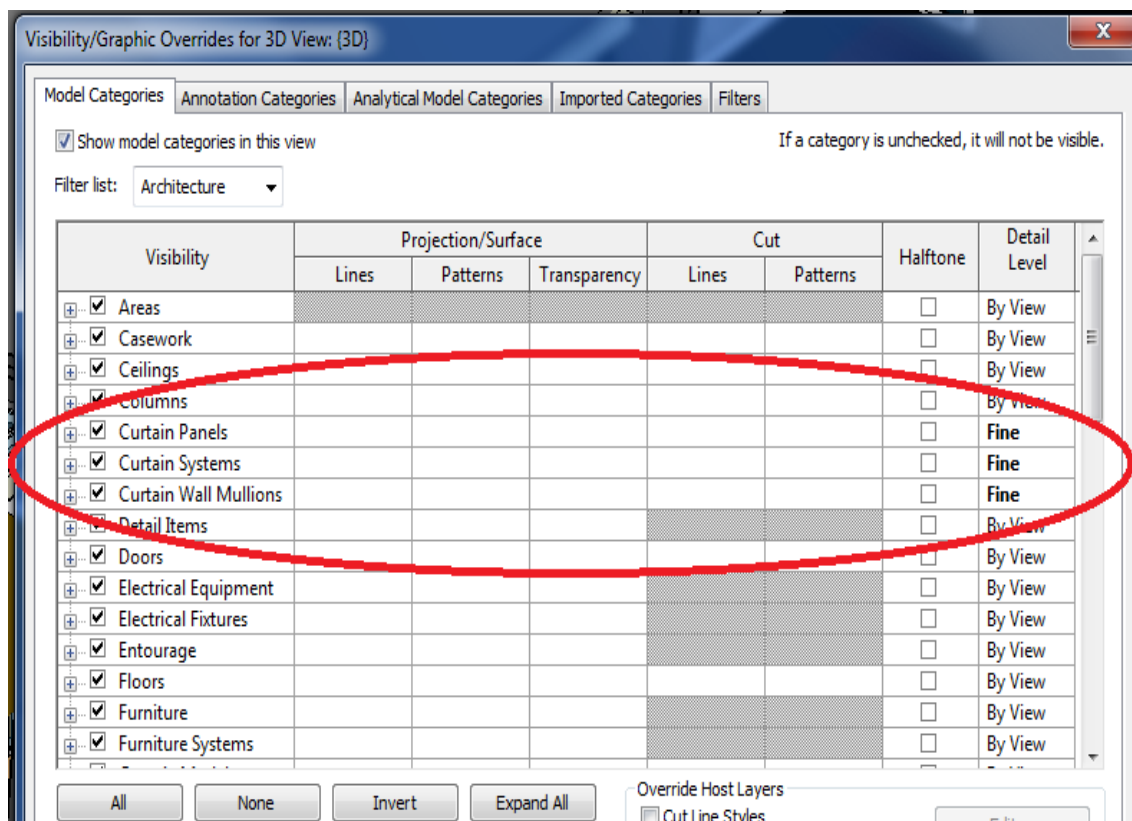 Visibility/Graphic Overrides for 3D View: {3D}
X
Model Categories Annotation Categories Analytical Model Categories Imported Categories Filters
Show model categories in this view
If a category is unchecked, it will not be visible.
Filter list: Architecture
Visibility Projection/Surface Cut Halftone Detail Level
Lines Patterns Transparency Lines Patterns
Areas By View
Casework By View
Ceilings By View
Columns By View
Curtain Panels Fine
Curtain Systems Fine
Curtain Wall Mullions Fine
Detail Items By View
Doors By View
Electrical Equipment By View
Electrical Fixtures By View
Entourage By View
Floors By View
Furniture By View
Furniture Systems By View
All None Invert Expand All
Override Host Layers
Cut Line Styles